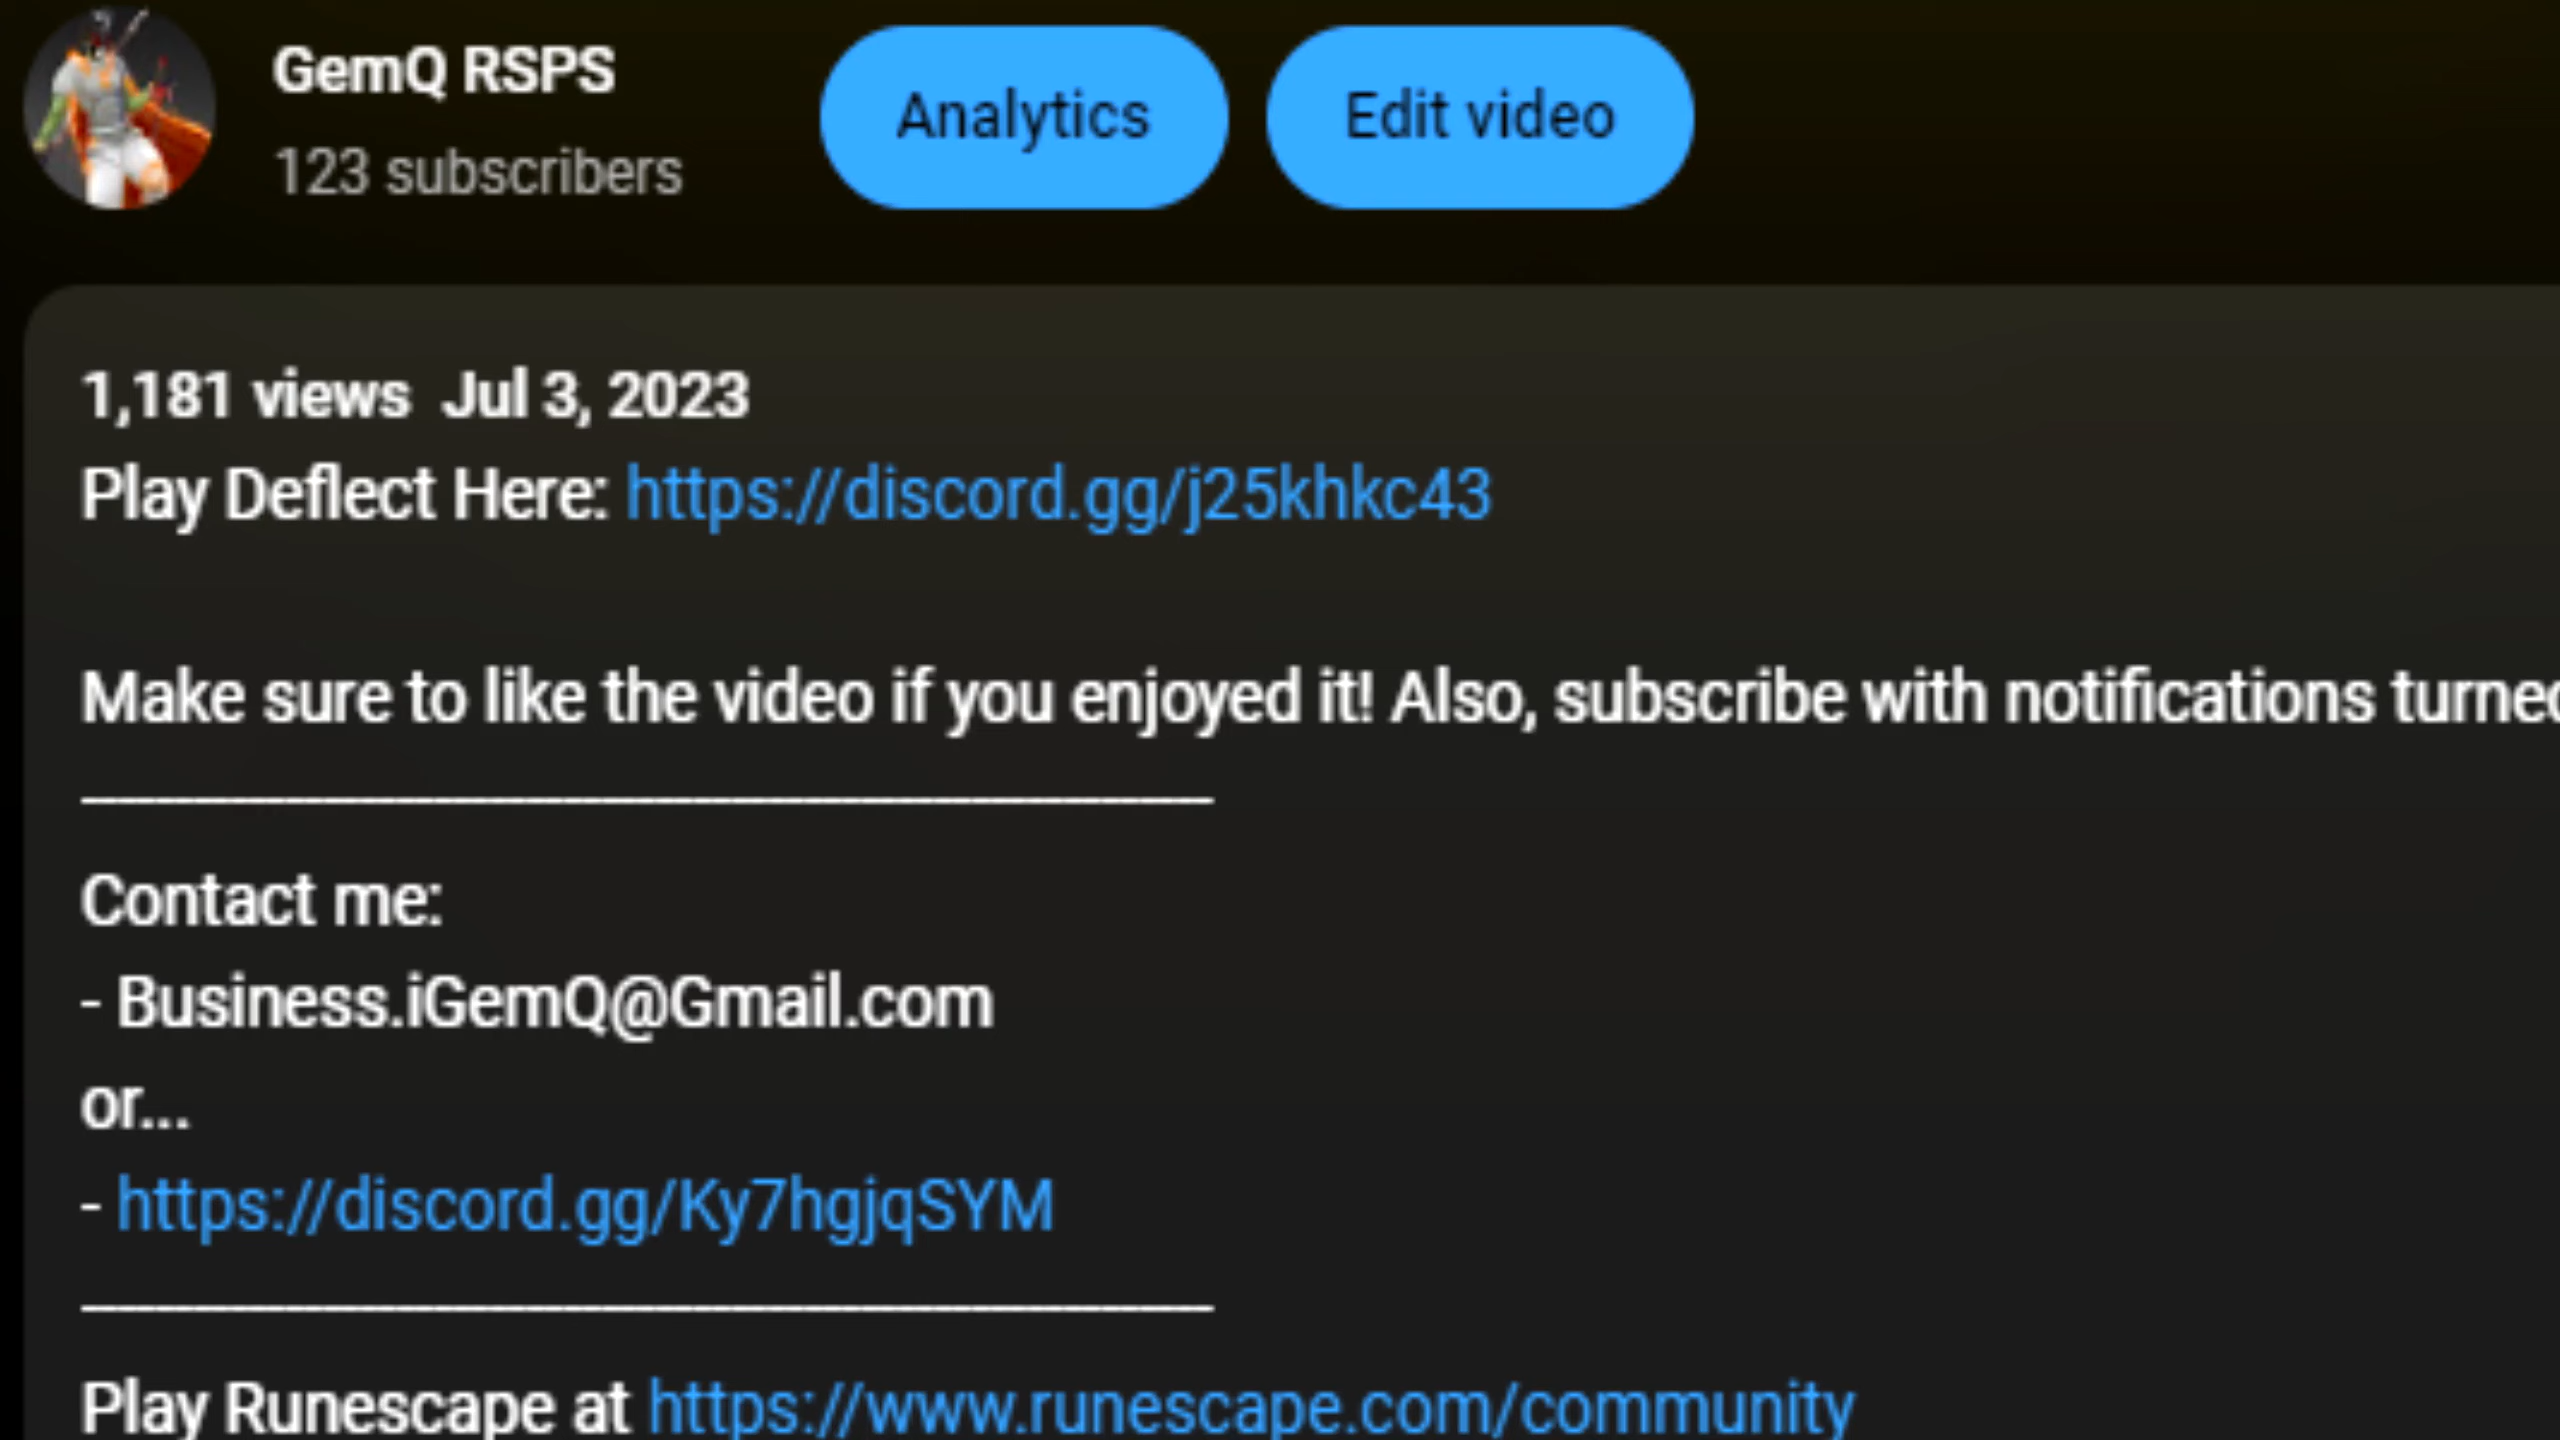 GemQ RSPS
123 subscribers
Analytics
Edit video
1,181 views Jul 3, 2023
Play Deflect Here: https://discord.gg/j25khkc43
Make sure to like the video if you enjoyed it! Also, subscribe with notifications turned
Contact me:
- Business.iGemQ@Gmail.com
or...
- https://discord.gg/Ky7hgjqSYM
Play Runescape at https://www.runescape.com/community